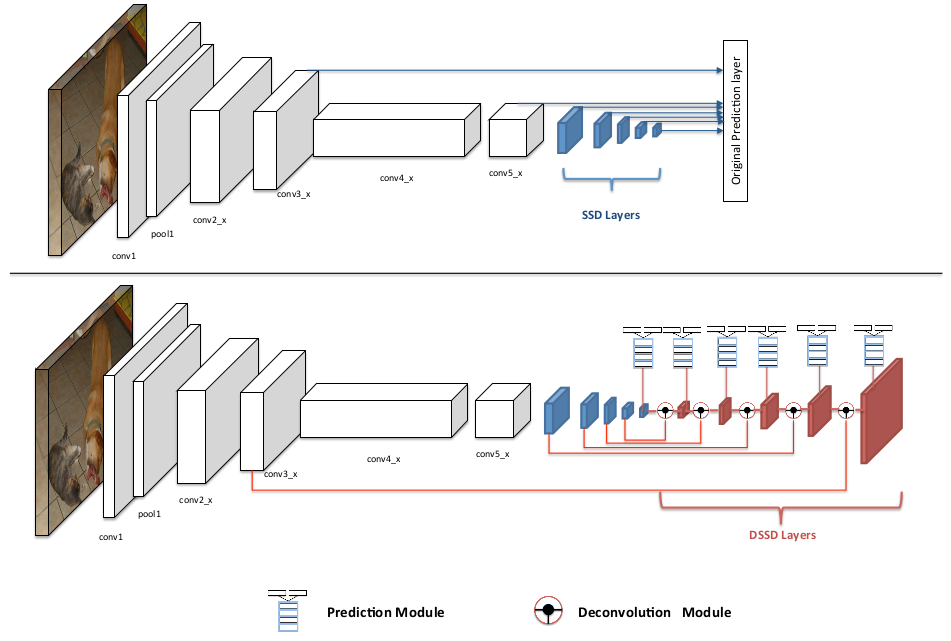 Original Prediction layer
conv1
pool1
conv2_x
conv3_x
conv4_x
conv5_x
SSD Layers
conv1
pool1
conv2_x
conv3_x
conv4_x
conv5_x
DSSD Layers
Prediction Module
Deconvolution Module